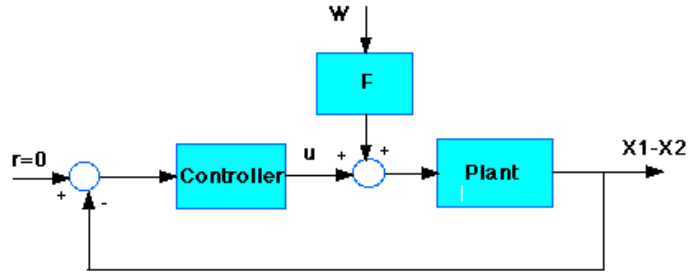 W
F
r=0
+
-
Controller
u
+
+
Plant
X1-X2